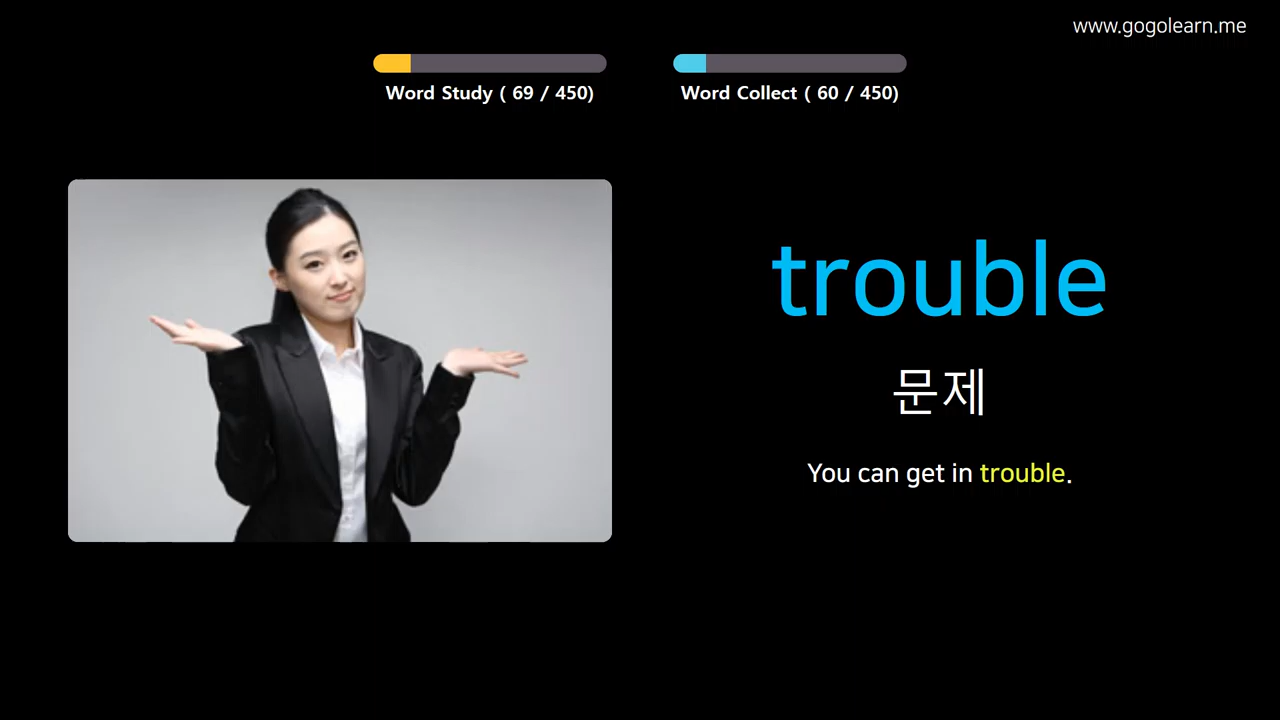 www.gogolearn.me
Word Study ( 69 / 450)
Word Collect ( 60 / 450)
trouble
문제
You can get in trouble.